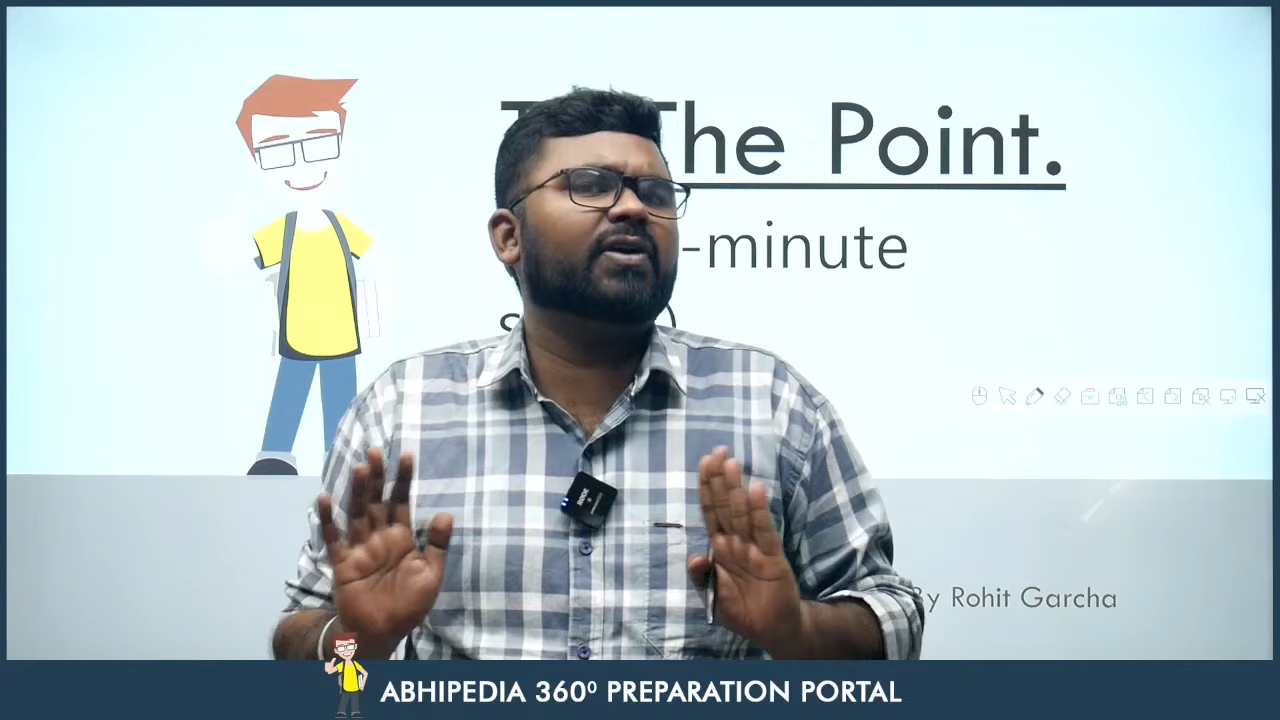 The Point.
-minute
By Rohit Garcha
ABHIPEDIA 360⁰ PREPARATION PORTAL